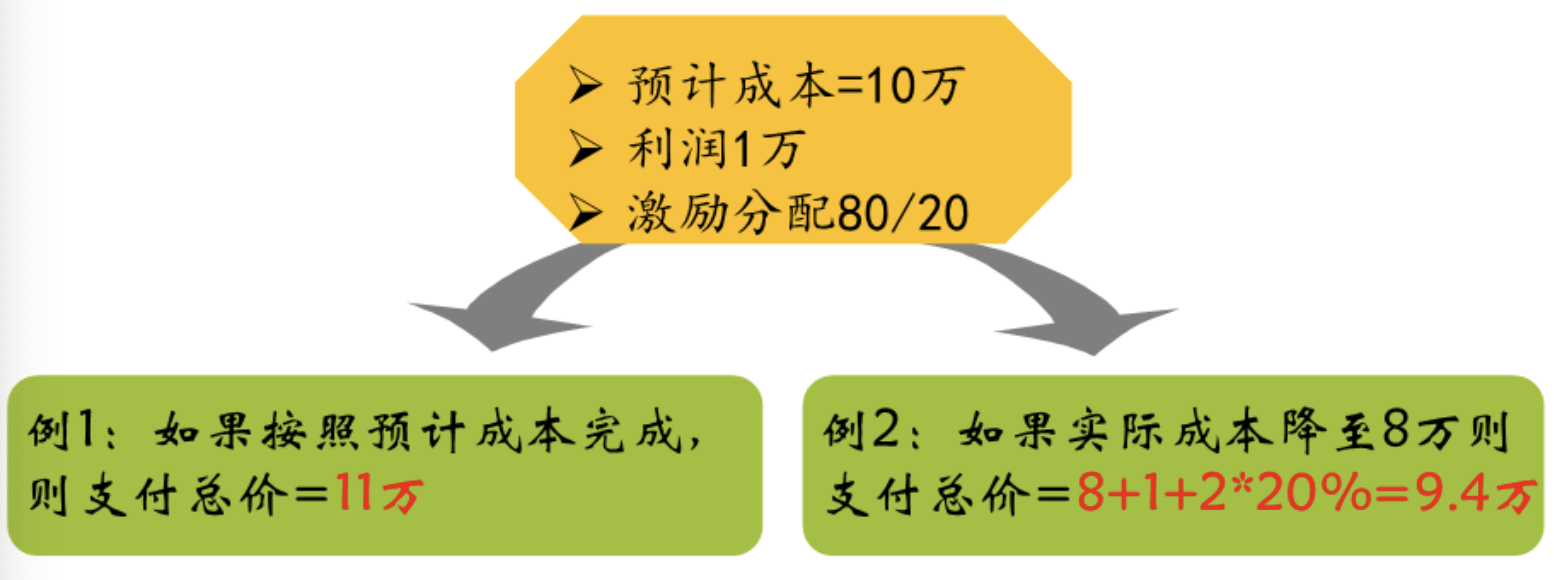 ➢ 预计成本=10万
➢ 利润1万
➢ 激励分配80/20
例1：如果按照预计成本完成，
则支付总价=11万
例2：如果实际成本降至8万则
支付总价=8+1+2*20%=9.4万